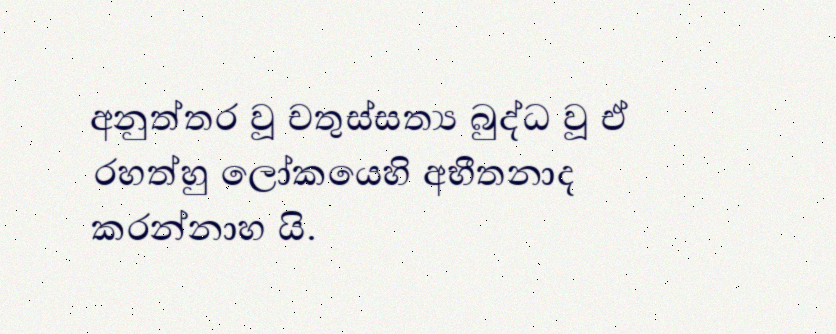 අනුත්තර වූ චතුස්සත්‍ය බුද්ධ වූ ඒ
රහත්හු ලෝකයෙහි අභීතනාද
කරන්නාහ යි.